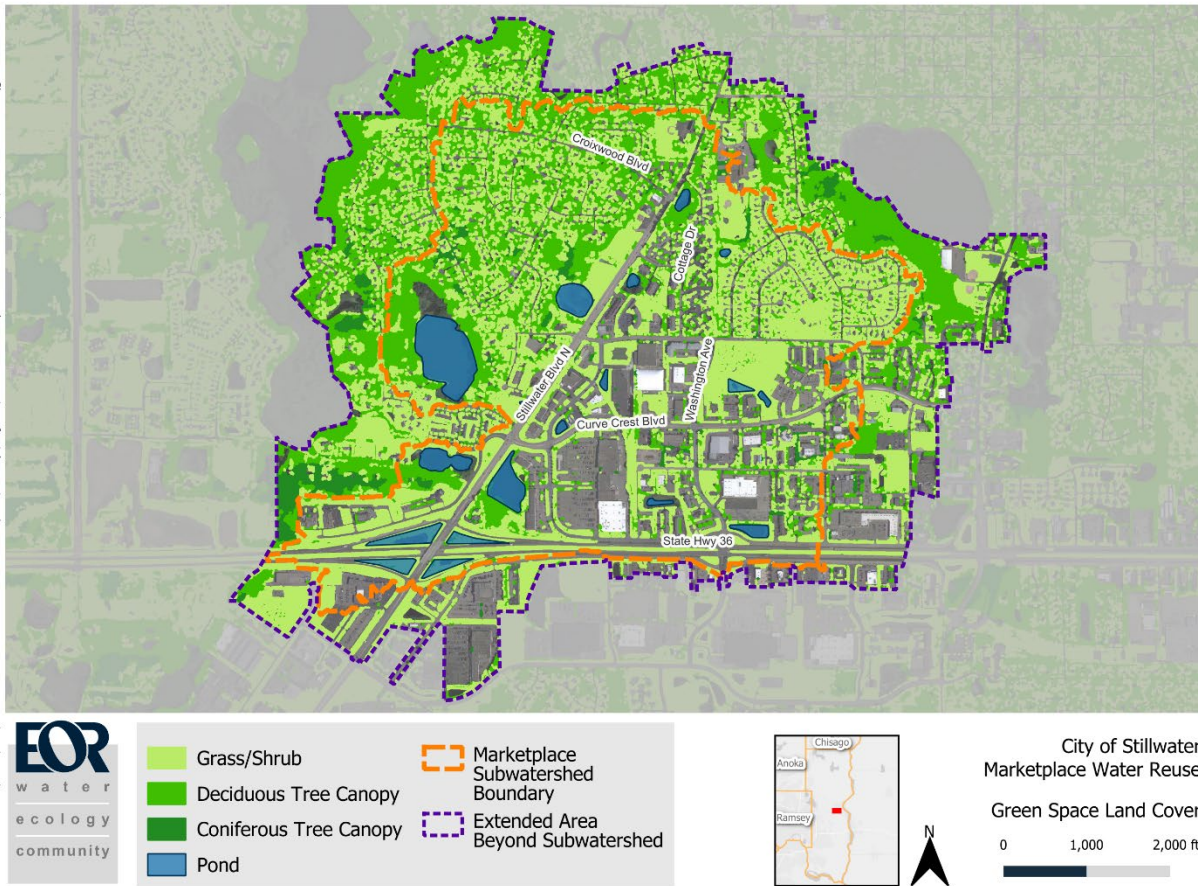 Croixwood Blvd
Cottage Dr
Washington Ave
Stillwater Blvd N
Curve Crest Blvd
State Hwy 36
EOR
water
ecology
community
Grass/Shrub
Deciduous Tree Canopy
Coniferous Tree Canopy
Pond
Marketplace
Subwatershed
Boundary
Extended Area
Beyond Subwatershed
Chisago
Anoka
Ramsey
N
City of Stillwater
Marketplace Water Reuse
Green Space Land Cover
0 1,000 2,000 ft